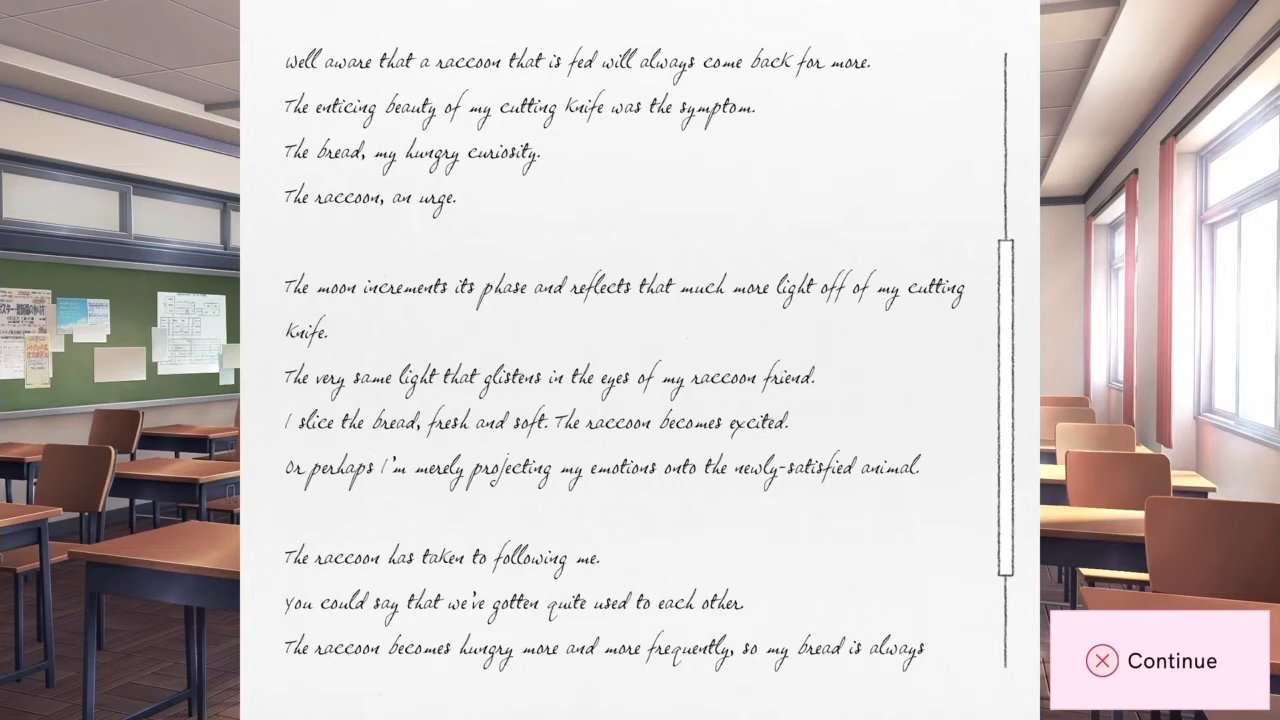 Well aware that a raccoon that is fed will always come back for more.
The enticing beauty of my cutting knife was the symptom.
The bread, my hungry curiosity.
The raccoon, an urge.
The moon increments its phase and reflects that much more light off of my cutting
knife.
The very same light that glistens in the eyes of my raccoon friend.
I slice the bread, fresh and soft. The raccoon becomes excited.
Or perhaps I'm merely projecting my emotions onto the newly-satisfied animal.
The raccoon has taken to following me.
You could say that we've gotten quite used to each other.
The raccoon becomes hungry more and more frequently, so my bread is always
Continue